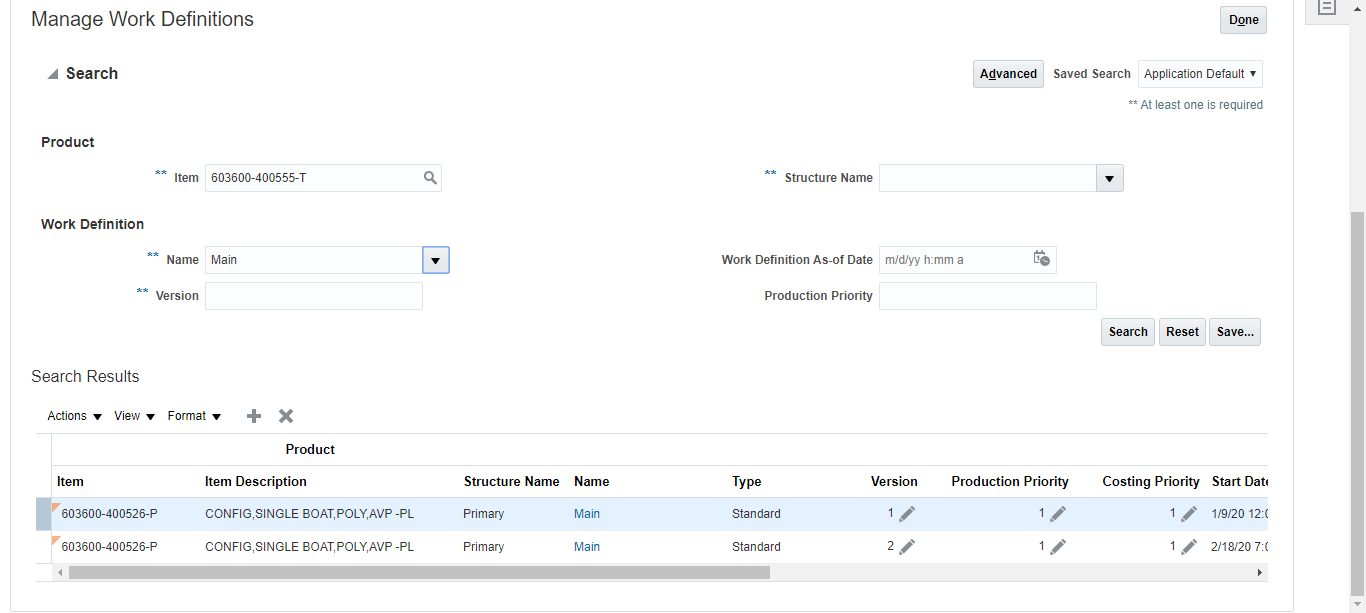 Manage Work Definitions
Done
Search
Advanced Saved Search Application Default
** At least one is required
Product
** Item 603600-400555-T ** Structure Name
Work Definition
** Name Main Work Definition As-of Date m/d/yy h:mm a
** Version Production Priority
Search Reset Save...
Search Results
Actions View Format
Product
Item Item Description Structure Name Name Type Version Production Priority Costing Priority Start Date
603600-400526-P CONFIG,SINGLE BOAT,POLY,AVP -PL Primary Main Standard 1 1 1 1/9/20 12:0
603600-400526-P CONFIG,SINGLE BOAT,POLY,AVP -PL Primary Main Standard 2 1 1 2/18/20 7:0